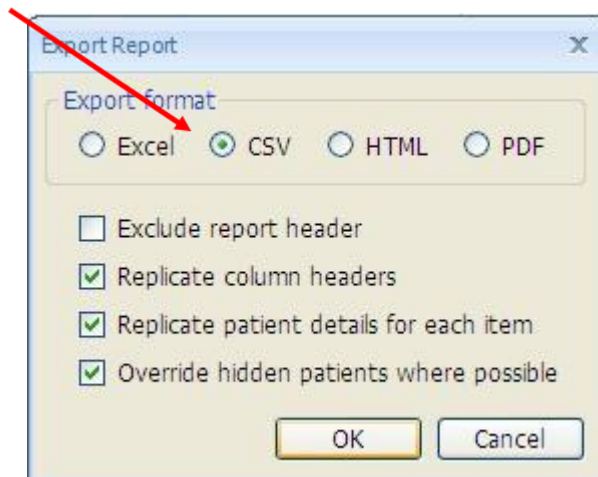 Export Report
Export format
Excel CSV HTML PDF
Exclude report header
Replicate column headers
Replicate patient details for each item
Override hidden patients where possible
OK Cancel